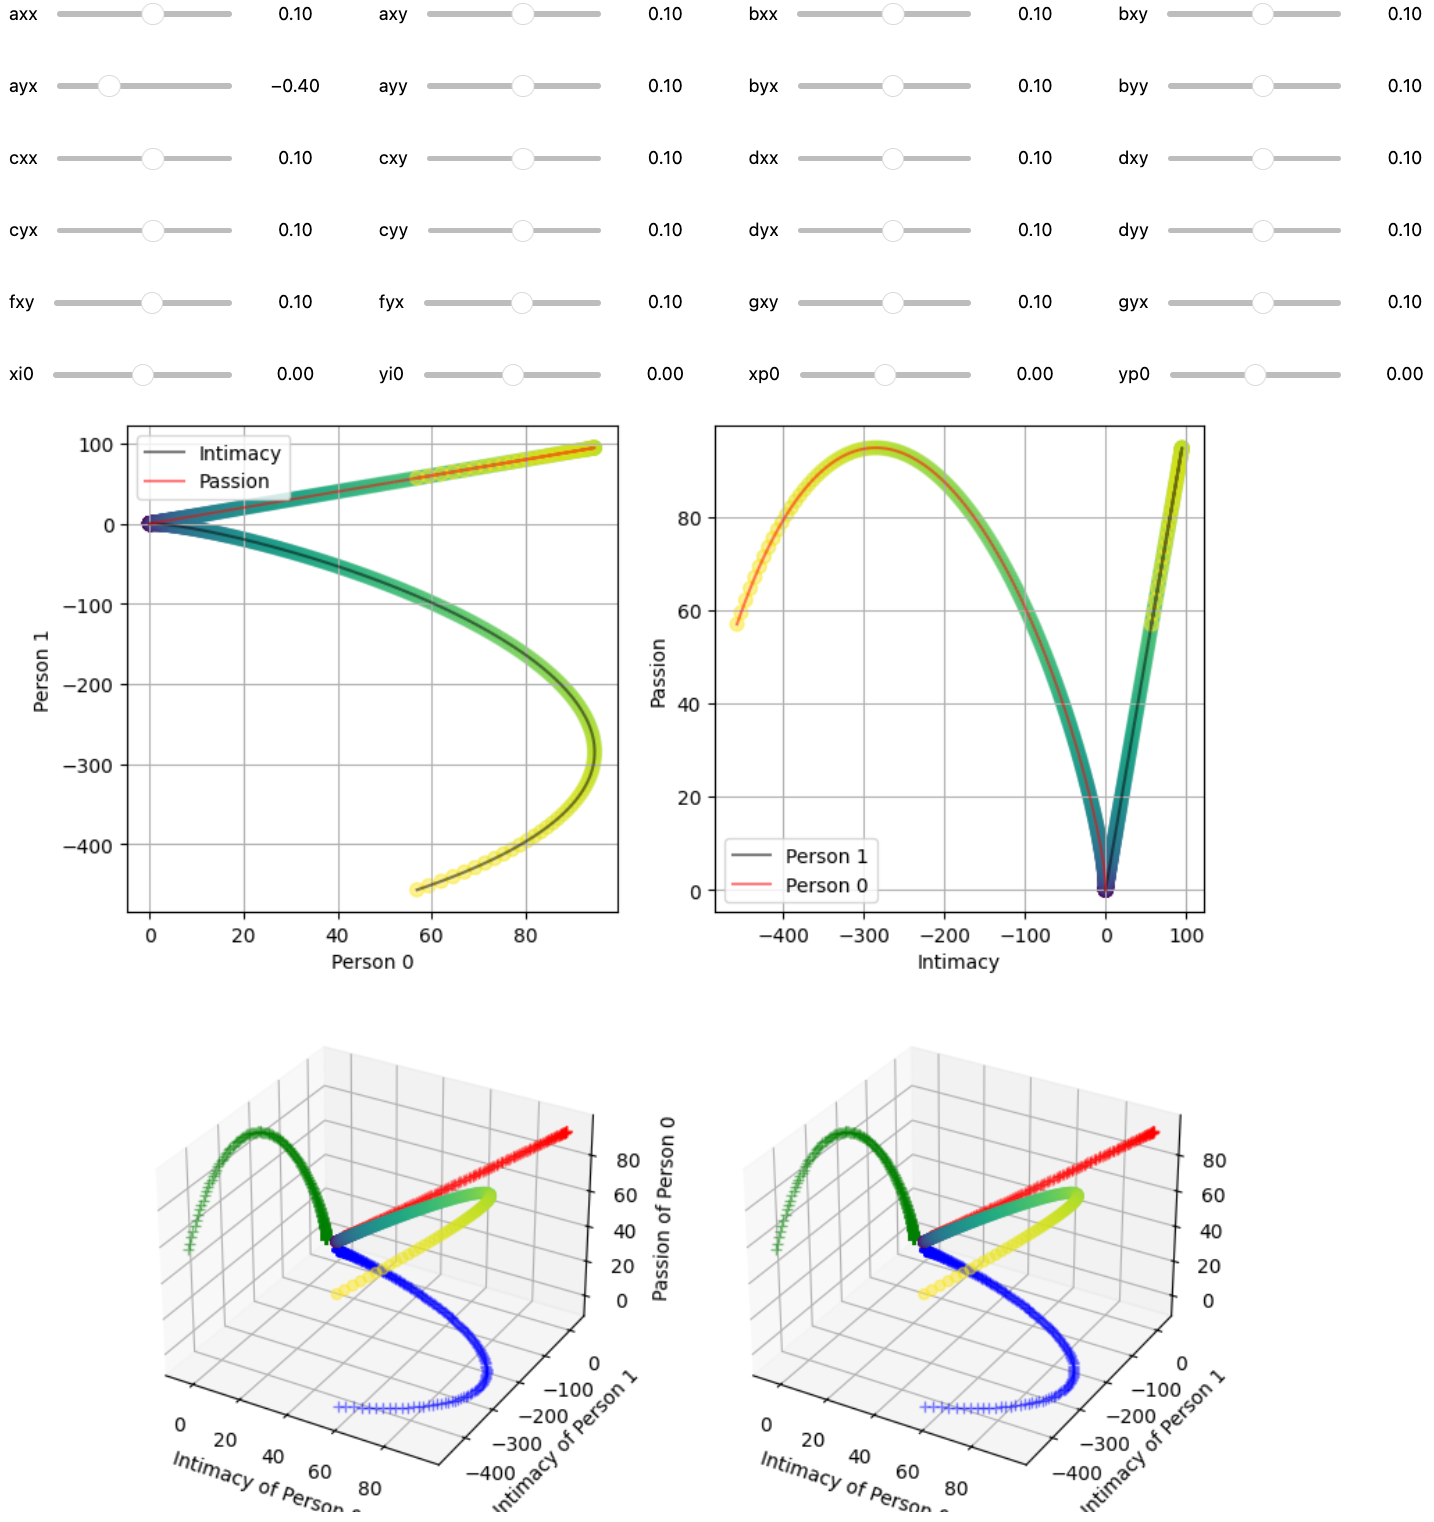 axx 0.10 axy 0.10 bxx 0.10 bxy 0.10
ayx −0.40 ayy 0.10 byx 0.10 byy 0.10
cxx 0.10 cxy 0.10 dxx 0.10 dxy 0.10
cyx 0.10 cyy 0.10 dyx 0.10 dyy 0.10
fxy 0.10 fyx 0.10 gxy 0.10 gyx 0.10
xi0 0.00 yi0 0.00 xp0 0.00 yp0 0.00
100
0
−100
−200
−300
−400
Person 1
Intimacy
Passion
0 20 40 60 80
Person 0
80
60
40
20
0
Passion
Person 1
Person 0
−400 −300 −200 −100 0 100
Intimacy
80
60
40
20
0
Passion of Person 0
0
−100
−200
−300
−400
Intimacy of Person 1
0 20 40 60 80
Intimacy of Person
80
60
40
20
0
0
−100
−200
−300
−400
Intimacy of Person 1
0 20 40 60 80
Intimacy of Person